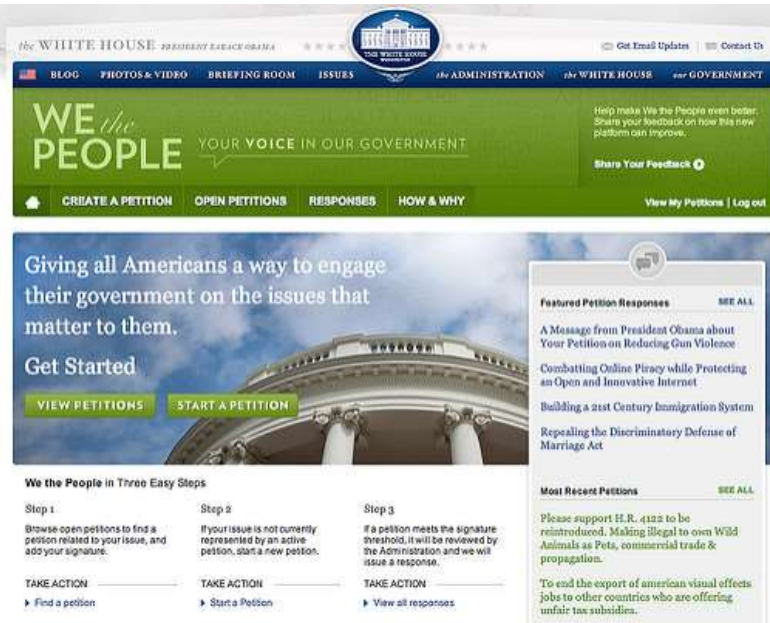 the WHITE HOUSE PRESIDENT BARACK OBAMA
THE WHITE HOUSE
WASHINGTON
Get Email Updates
Contact Us
BLOG PHOTOS & VIDEO BRIEFING ROOM ISSUES the ADMINISTRATION the WHITE HOUSE our GOVERNMENT
WE the
PEOPLE
YOUR VOICE IN OUR GOVERNMENT
Help make We the People even better.
Share your feedback on how this new
platform can improve.
Share Your Feedback
CREATE A PETITION OPEN PETITIONS RESPONSES HOW & WHY
View My Petitions | Log out
Giving all Americans a way to engage
their government on the issues that
matter to them.
Get Started
VIEW PETITIONS START A PETITION
Featured Petition Responses SEE ALL
A Message from President Obama about
Your Petition on Reducing Gun Violence
Combatting Online Piracy while Protecting
an Open and Innovative Internet
Building a 21st Century Immigration System
Repealing the Discriminatory Defense of
Marriage Act
Most Recent Petitions SEE ALL
Please support H.R. 4122 to be
reintroduced. Making illegal to own Wild
Animals as Pets, commercial trade &
propagation.
To end the export of american visual effects
jobs to other countries who are offering
unfair tax subsidies.
We the People in Three Easy Steps
Step 1
Browse open petitions to find a
petition related to your issue, and
add your signature.
TAKE ACTION
Find a petition
Step 2
If your issue is not currently
represented by an active
petition, start a new petition.
TAKE ACTION
Start a Petition
Step 3
If a petition meets the signature
threshold, it will be reviewed by
the Administration and we will
issue a response.
TAKE ACTION
View all responses